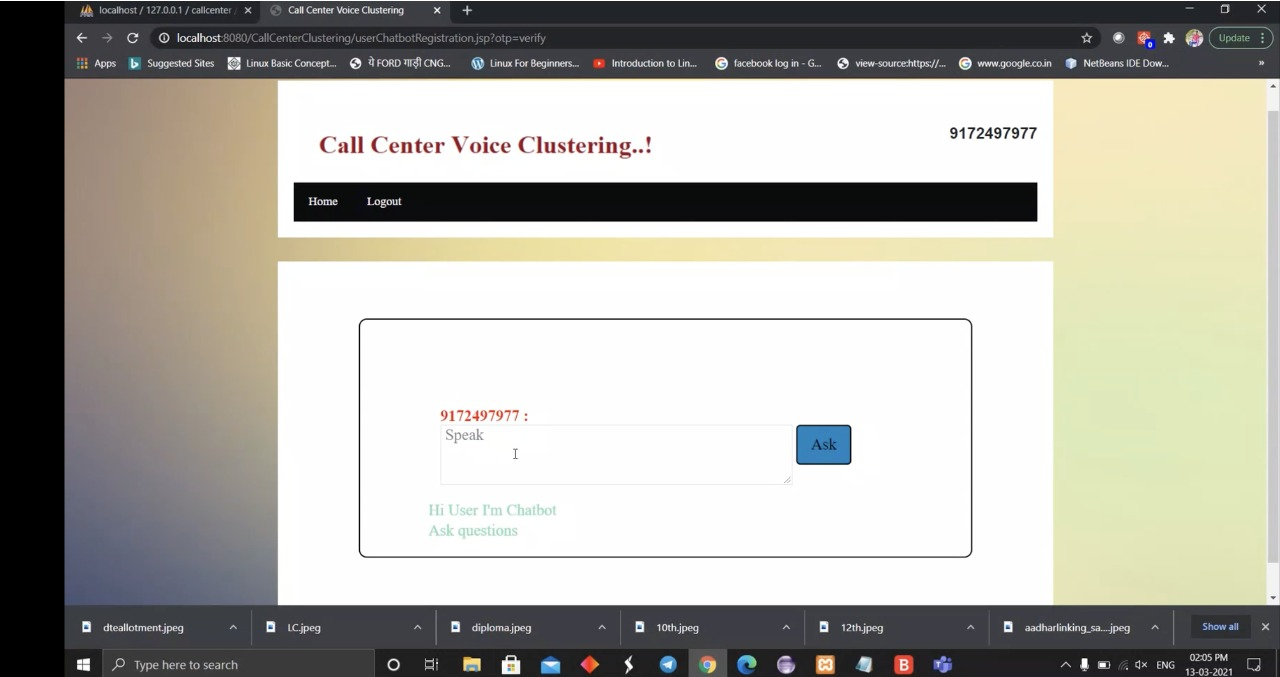 localhost / 127.0.0.1 / callcenter
Call Center Voice Clustering
localhost:8080/CallCenterClustering/userChatbotRegistration.jsp?otp=verify
Update
Apps
Suggested Sites
Linux Basic Concept...
ये FORD गाड़ी CNG...
Linux For Beginners...
Introduction to Lin...
facebook log in - G...
view-source:https://...
www.google.co.in
NetBeans IDE Dow...
»
0
Call Center Voice Clustering..!
9172497977
Home
Logout
9172497977 :
Speak
Ask
Hi User I'm Chatbot
Ask questions
dteallotment.jpeg
LC.jpeg
diploma.jpeg
10th.jpeg
12th.jpeg
aadharlinking_sa....jpeg
Show all
Type here to search
B
ENG
02:05 PM
13-03-2021